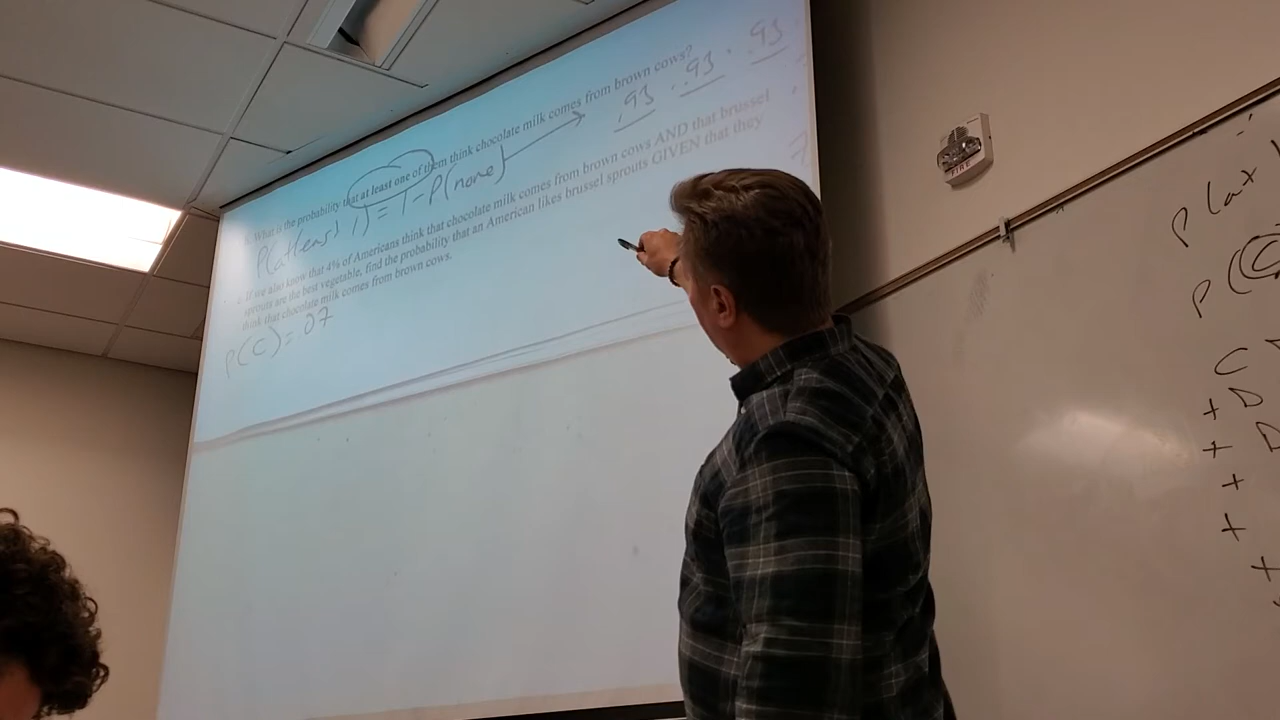 What is the probability that at least one of them think chocolate milk comes from brown cows?
P(at least 1) = 1 - P(none) .93 . .93 . .93
If we also know that 4% of Americans think that chocolate milk comes from brown cows AND that brussel
sprouts are the best vegetable, find the probability that an American likes brussel sprouts GIVEN that they
think that chocolate milk comes from brown cows.
P(C) = .07
FIRE
P(at
P(C
C
+ D
+ D
+
+
+